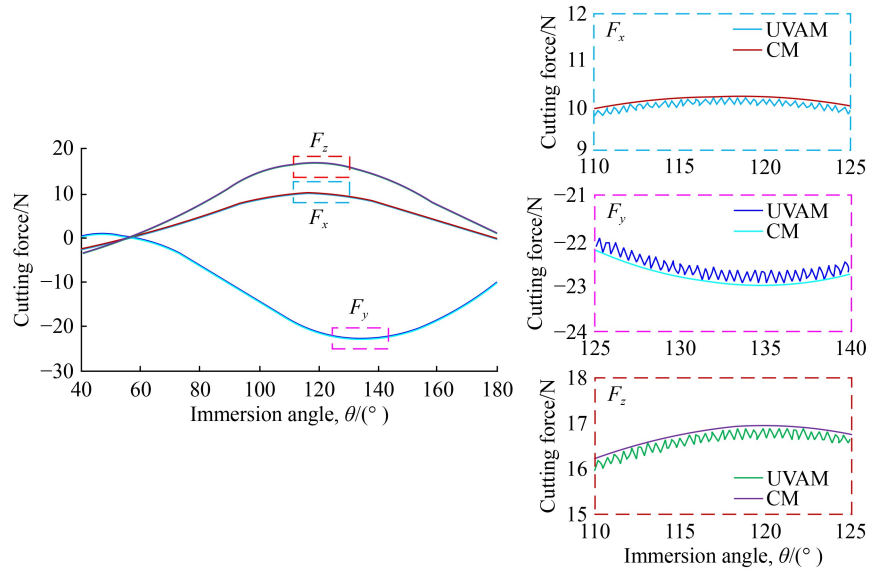 Cutting force/N
20
10
0
−10
−20
−30
40
60
80
100
120
140
160
180
Immersion angle, θ/(° )
F_z
F_x
F_y
Cutting force/N
12
11
10
9
110
115
120
125
F_x
UVAM
CM
Cutting force/N
−21
−22
−23
−24
125
130
135
140
F_y
UVAM
CM
Cutting force/N
18
17
16
15
110
115
120
125
F_z
UVAM
CM
Immersion angle, θ/(° )